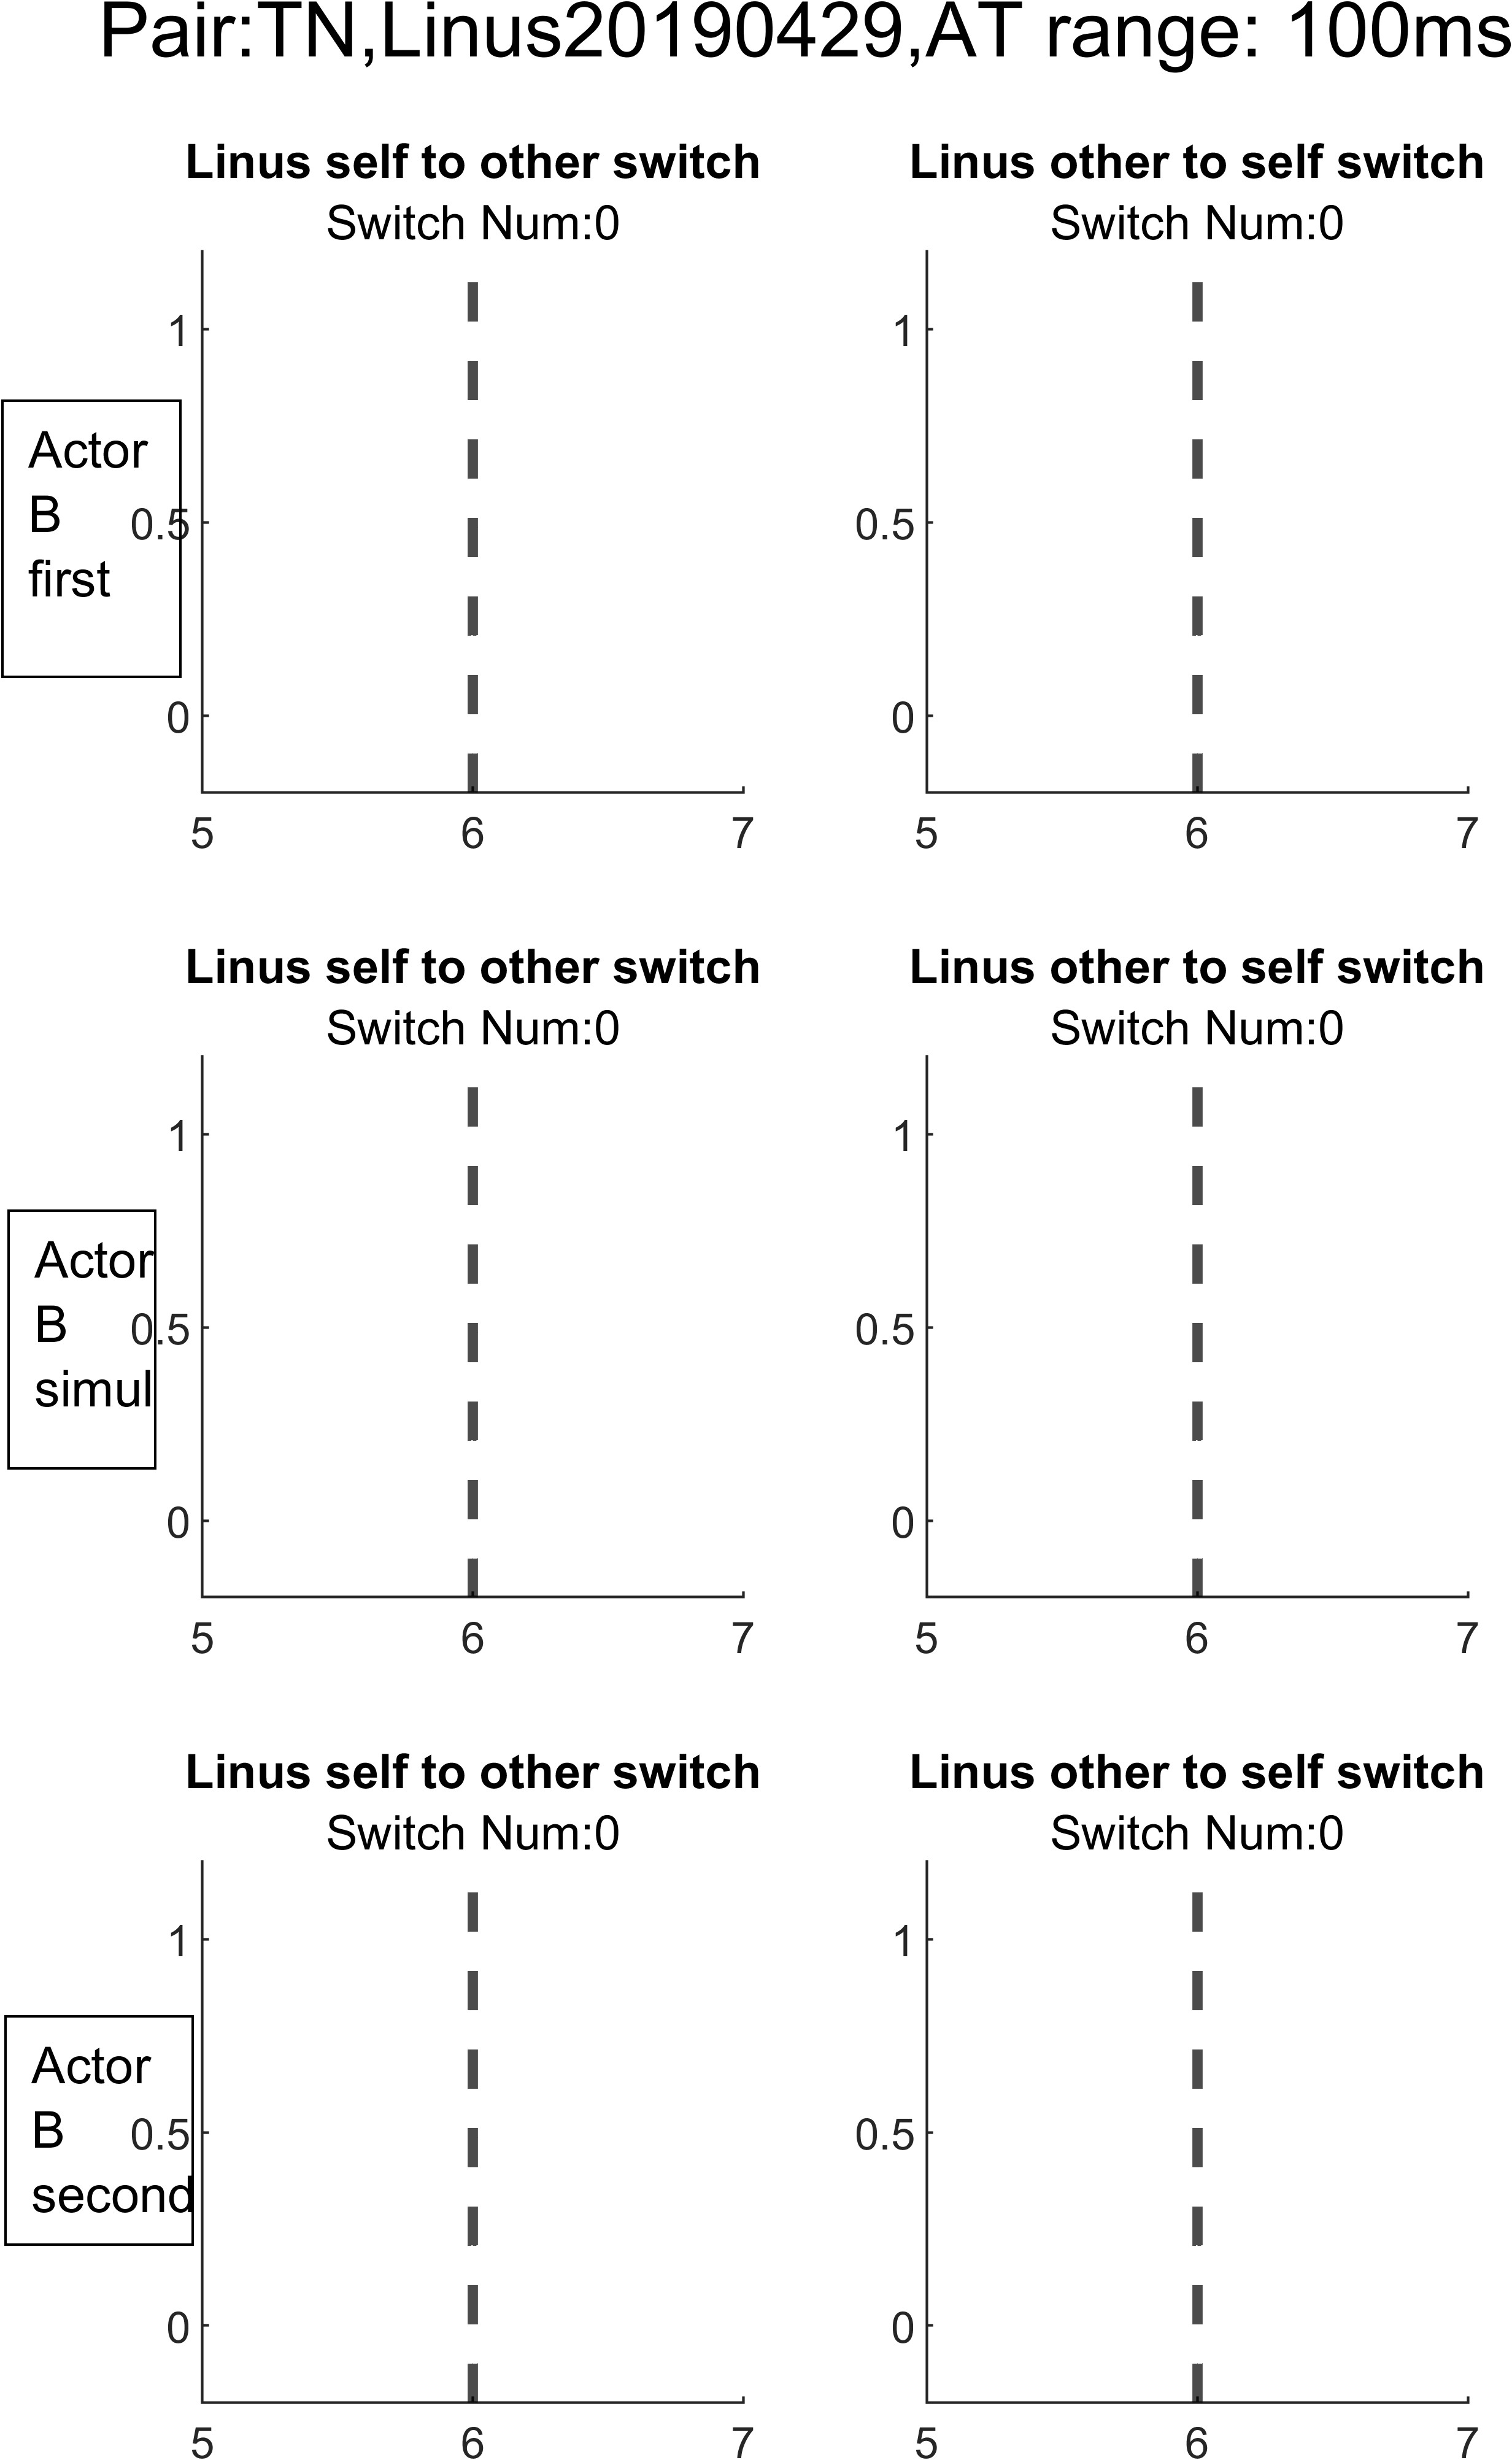 Pair:TN,Linus20190429,AT range: 100ms
Linus self to other switch
Switch Num:0
1
0.5
0
5 6 7
Linus other to self switch
Switch Num:0
1
0.5
0
5 6 7
Actor
B
first
Linus self to other switch
Switch Num:0
1
0.5
0
5 6 7
Linus other to self switch
Switch Num:0
1
0.5
0
5 6 7
Actor
B
simul
Linus self to other switch
Switch Num:0
1
0.5
0
5 6 7
Linus other to self switch
Switch Num:0
1
0.5
0
5 6 7
Actor
B
second